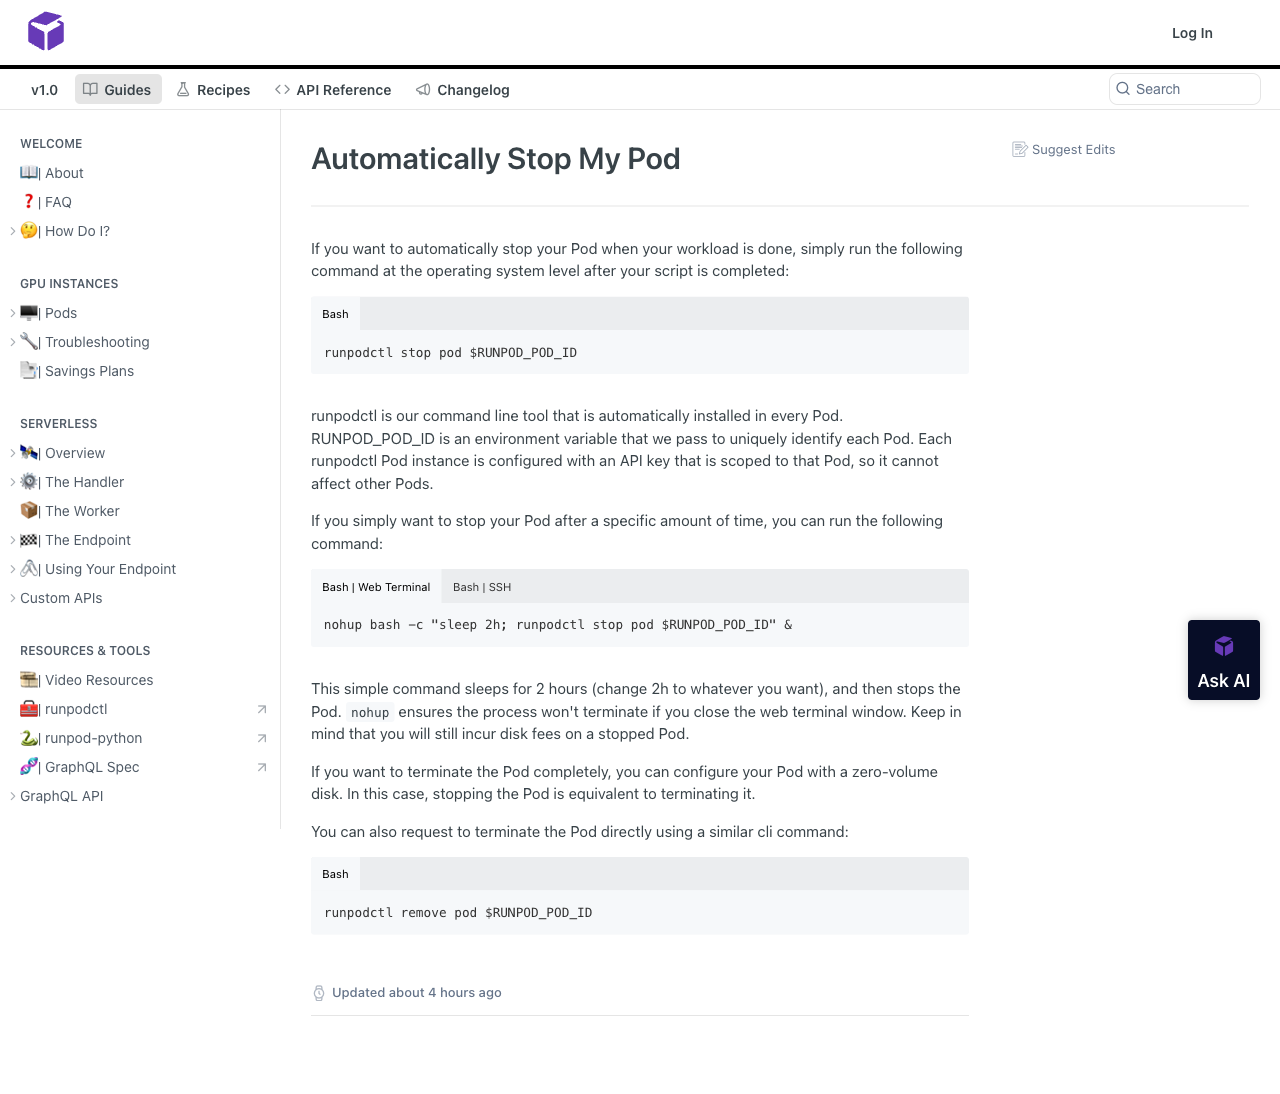 Log In
v1.0
Guides
Recipes
API Reference
Changelog
Search
WELCOME
| About
| FAQ
| How Do I?
GPU INSTANCES
| Pods
| Troubleshooting
| Savings Plans
SERVERLESS
| Overview
| The Handler
| The Worker
| The Endpoint
| Using Your Endpoint
Custom APIs
RESOURCES & TOOLS
| Video Resources
| runpodctl
| runpod-python
| GraphQL Spec
GraphQL API
Automatically Stop My Pod
Suggest Edits
If you want to automatically stop your Pod when your workload is done, simply run the following
command at the operating system level after your script is completed:
Bash
runpodctl stop pod $RUNPOD_POD_ID
runpodctl is our command line tool that is automatically installed in every Pod.
RUNPOD_POD_ID is an environment variable that we pass to uniquely identify each Pod. Each
runpodctl Pod instance is configured with an API key that is scoped to that Pod, so it cannot
affect other Pods.
If you simply want to stop your Pod after a specific amount of time, you can run the following
command:
Bash | Web Terminal
Bash | SSH
nohup bash -c "sleep 2h; runpodctl stop pod $RUNPOD_POD_ID" &
This simple command sleeps for 2 hours (change 2h to whatever you want), and then stops the
Pod. nohup ensures the process won't terminate if you close the web terminal window. Keep in
mind that you will still incur disk fees on a stopped Pod.
If you want to terminate the Pod completely, you can configure your Pod with a zero-volume
disk. In this case, stopping the Pod is equivalent to terminating it.
You can also request to terminate the Pod directly using a similar cli command:
Bash
runpodctl remove pod $RUNPOD_POD_ID
Updated about 4 hours ago
Ask AI